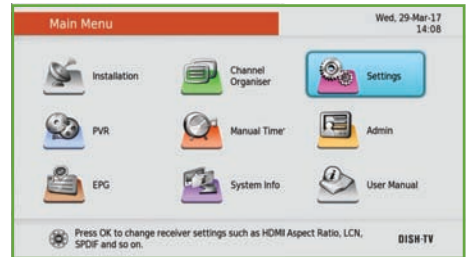 Main Menu
Wed, 29-Mar-17
14:08
Installation
Channel
Organiser
Settings
PVR
Manual Timer
Admin
EPG
System Info
User Manual
Press OK to change receiver settings such as HDMI Aspect Ratio, LCN,
SPDIF and so on.
DISH-TV